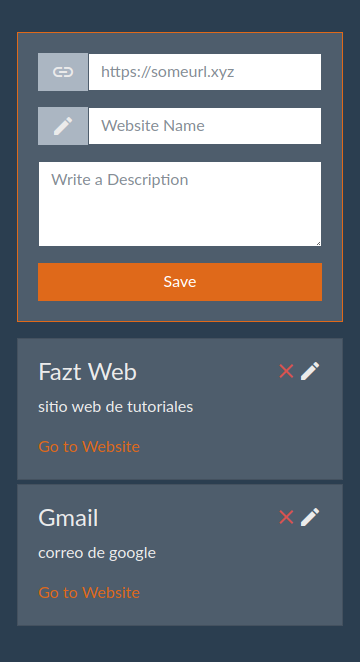 https://someurl.xyz
Website Name
Write a Description
Save
Fazt Web
sitio web de tutoriales
Go to Website
Gmail
correo de google
Go to Website